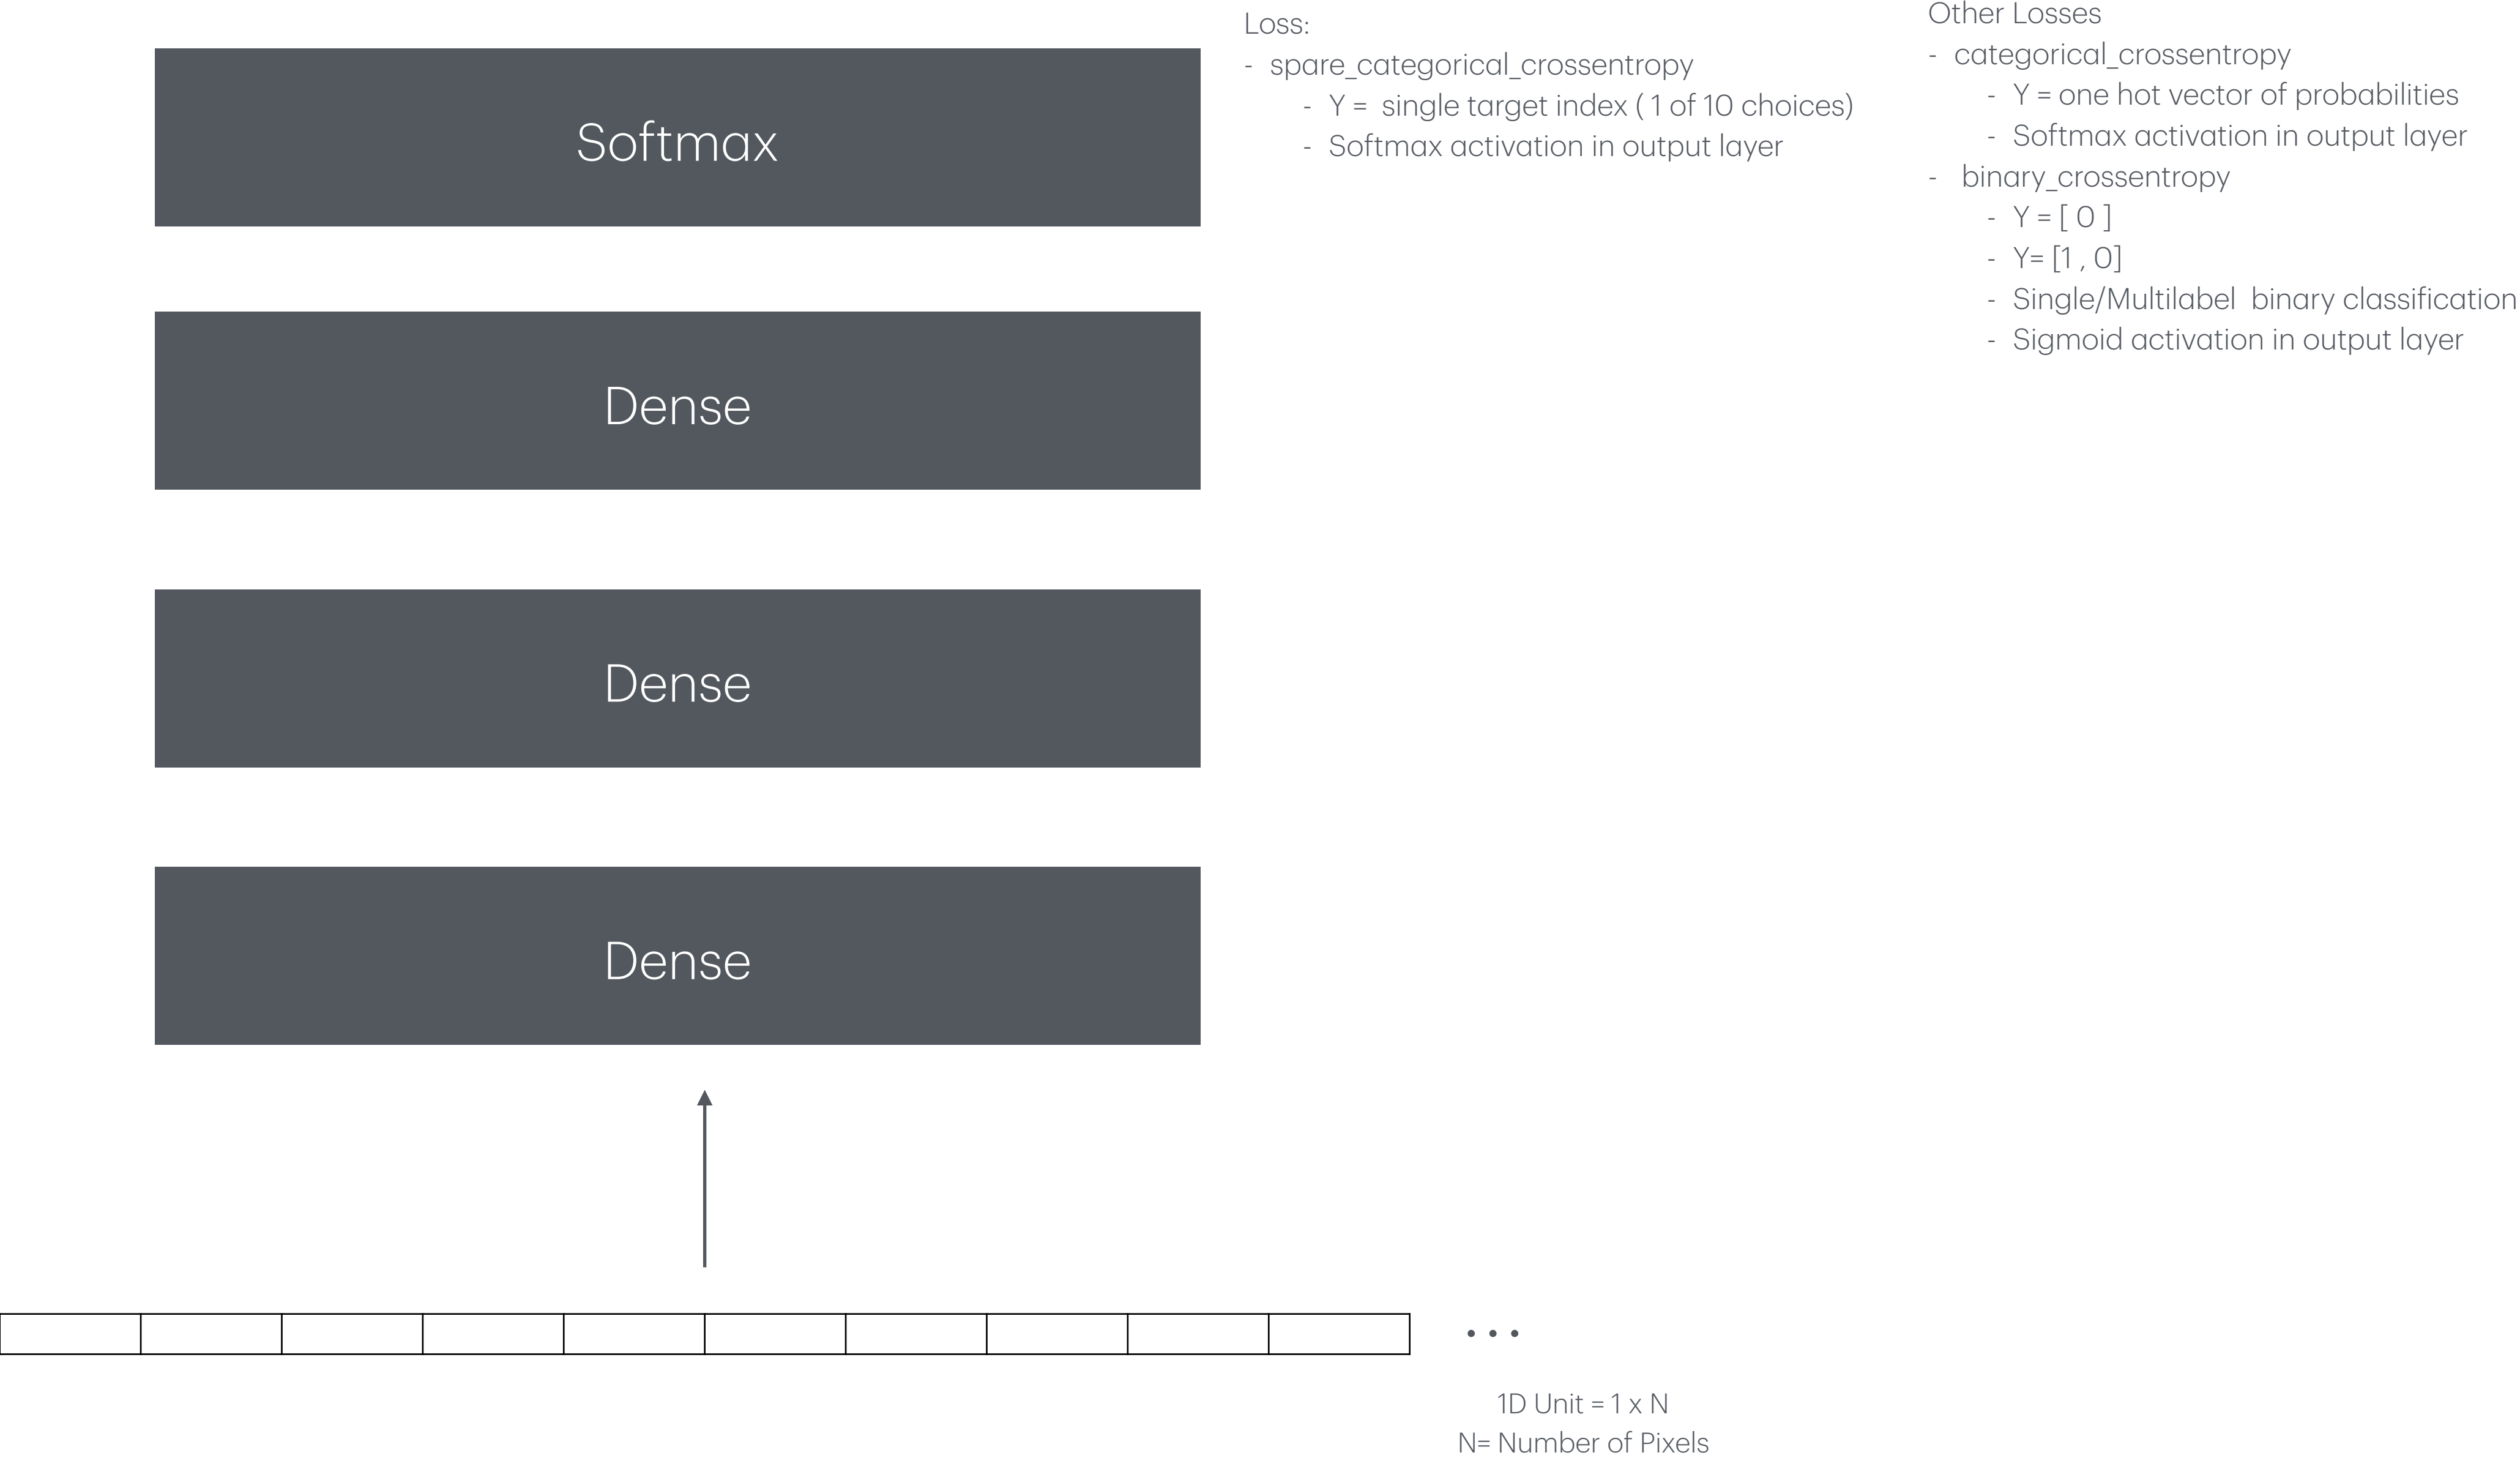 Softmax
Dense
Dense
Dense
Loss:
- spare_categorical_crossentropy
- Y = single target index ( 1 of 10 choices)
- Softmax activation in output layer
Other Losses
- categorical_crossentropy
- Y = one hot vector of probabilities
- Softmax activation in output layer
- binary_crossentropy
- Y = [ 0 ]
- Y= [1 , 0]
- Single/Multilabel binary classification
- Sigmoid activation in output layer
...
1D Unit = 1 x N
N= Number of Pixels